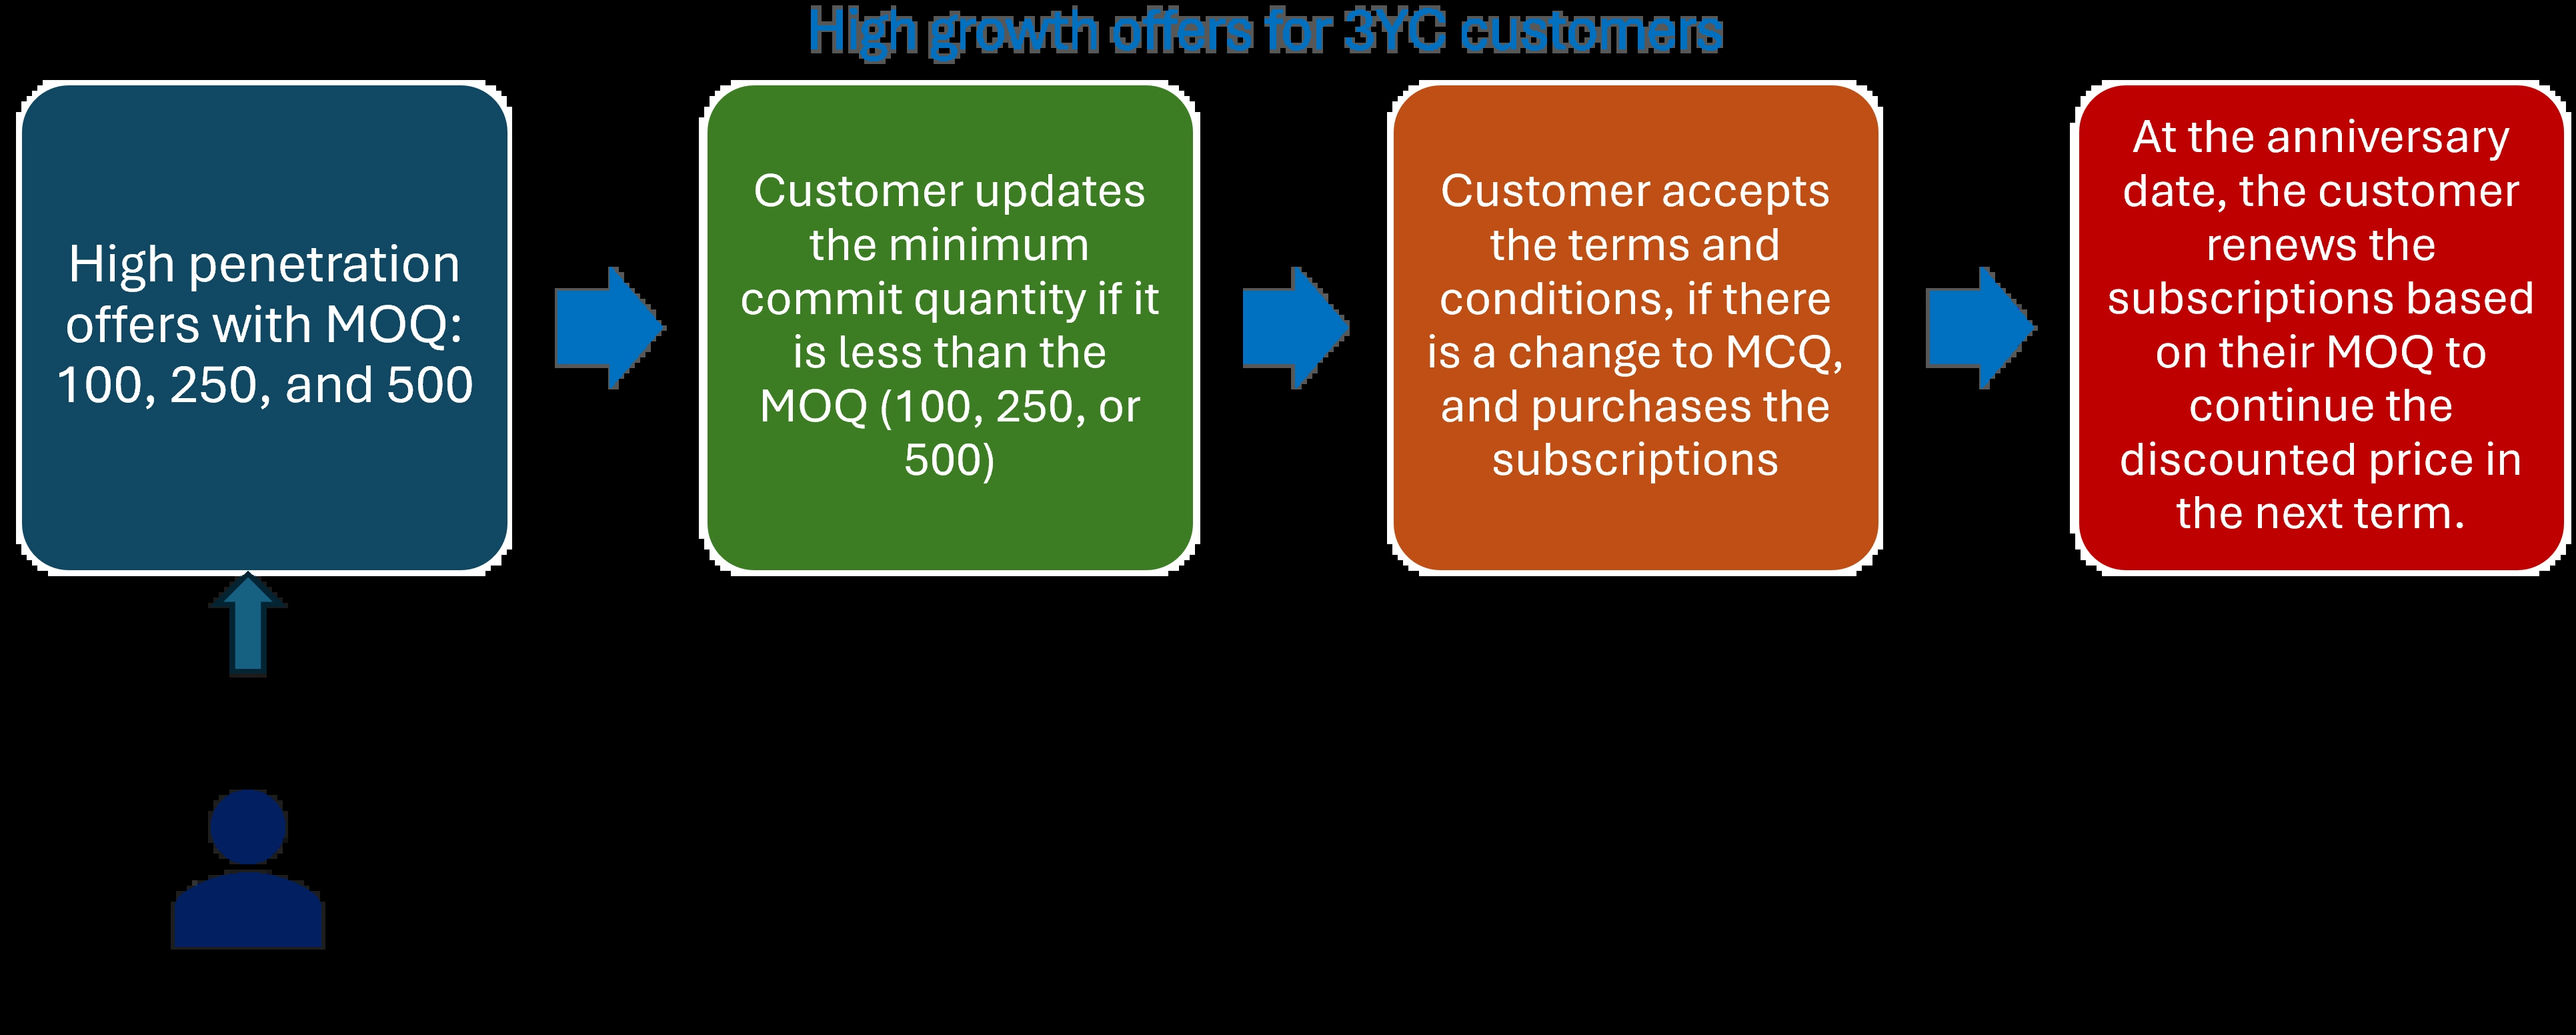 High growth offers for 3YC customers
High penetration
offers with MOQ:
100, 250, and 500
Customer updates
the minimum
commit quantity if it
is less than the
MOQ (100, 250, or
500)
Customer accepts
the terms and
conditions, if there
is a change to MCQ,
and purchases the
subscriptions
At the anniversary
date, the customer
renews the
subscriptions based
on their MOQ to
continue the
discounted price in
the next term.